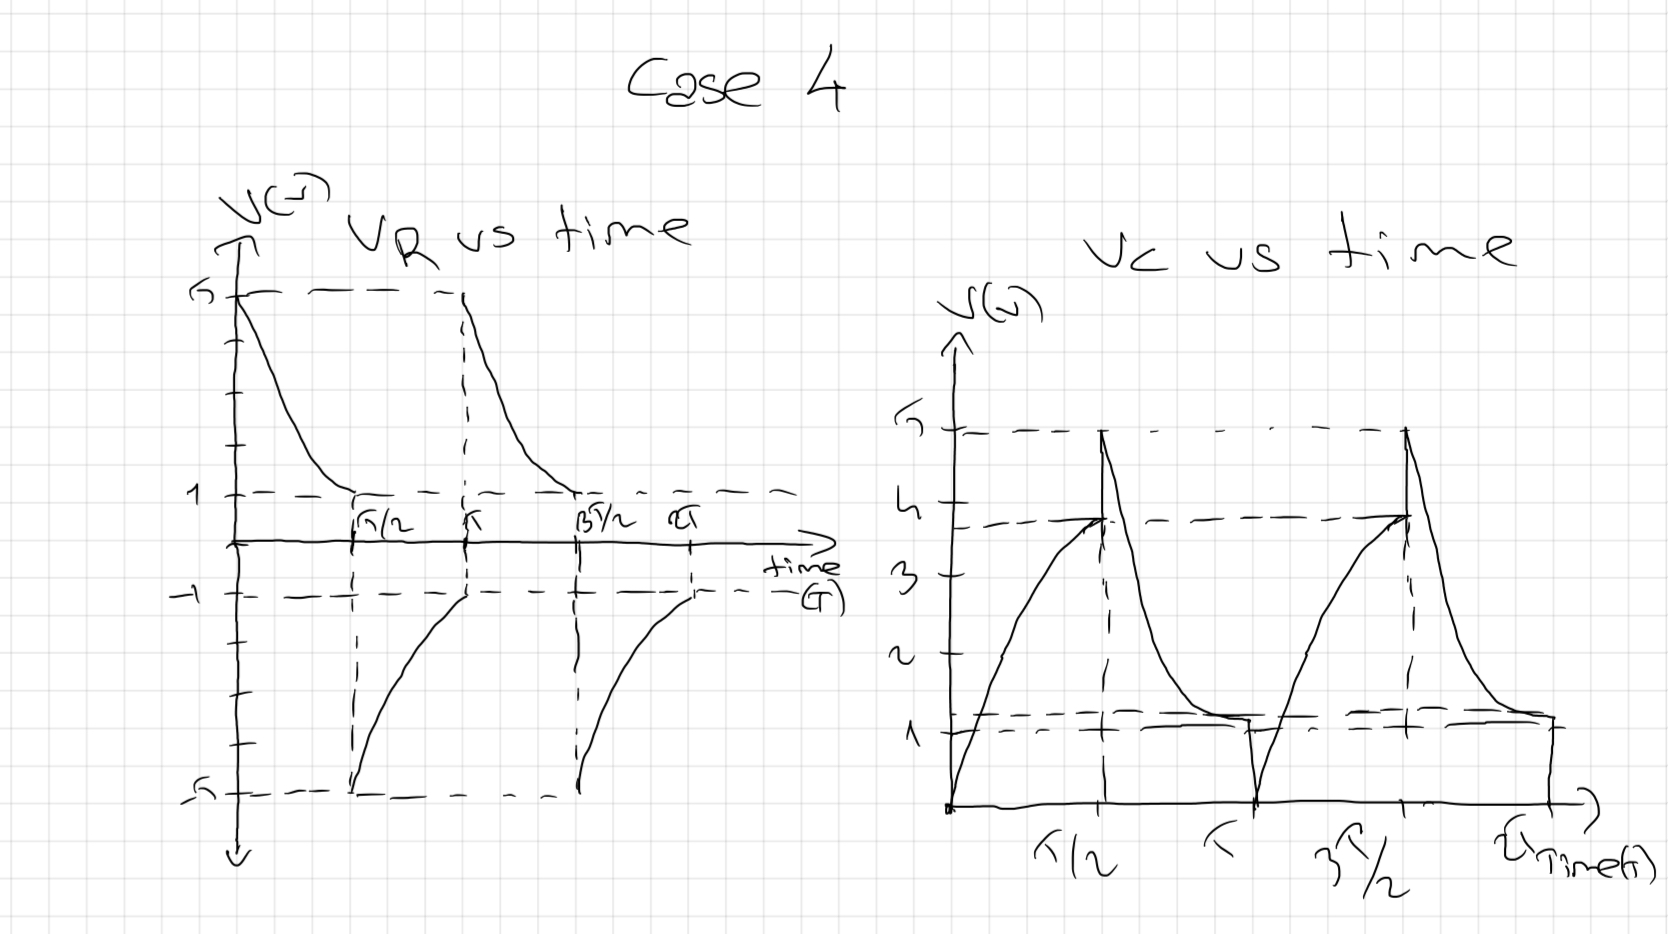 Case 4
V(v)
VR vs time
5
1
T/2
T
3T/2
2T
time
(T)
-1
-5
Vc vs time
V(v)
5
4
3
2
1
T/2
T
3T/2
2T
Time(T)